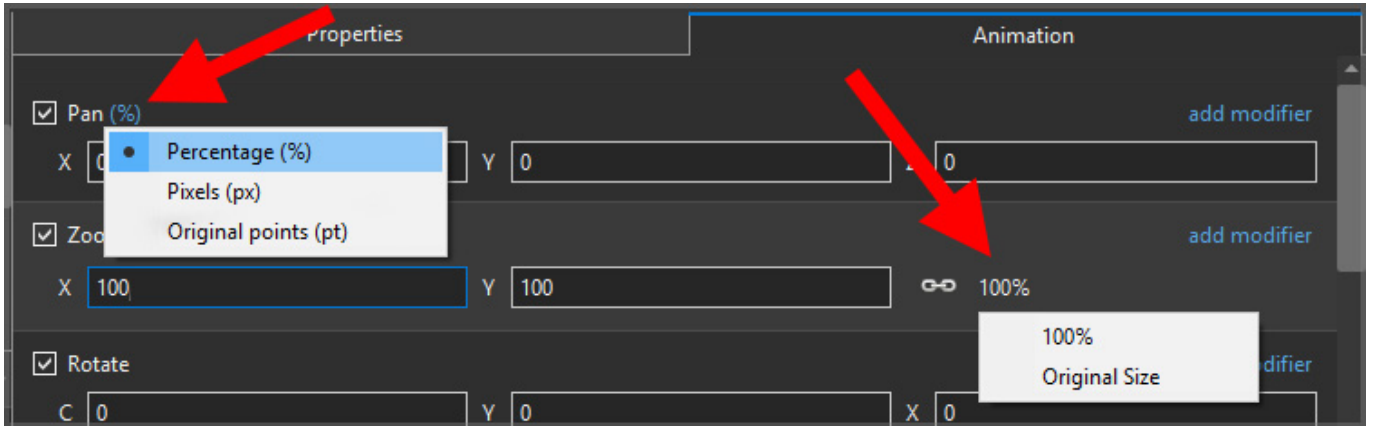 Properties Animation
Pan (%) add modifier
X Percentage (%) Y 0 0
Pixels (px)
Original points (pt)
add modifier
X 100 Y 100 100%
100%
Rotate
Original Size
C 0 Y 0 X 0